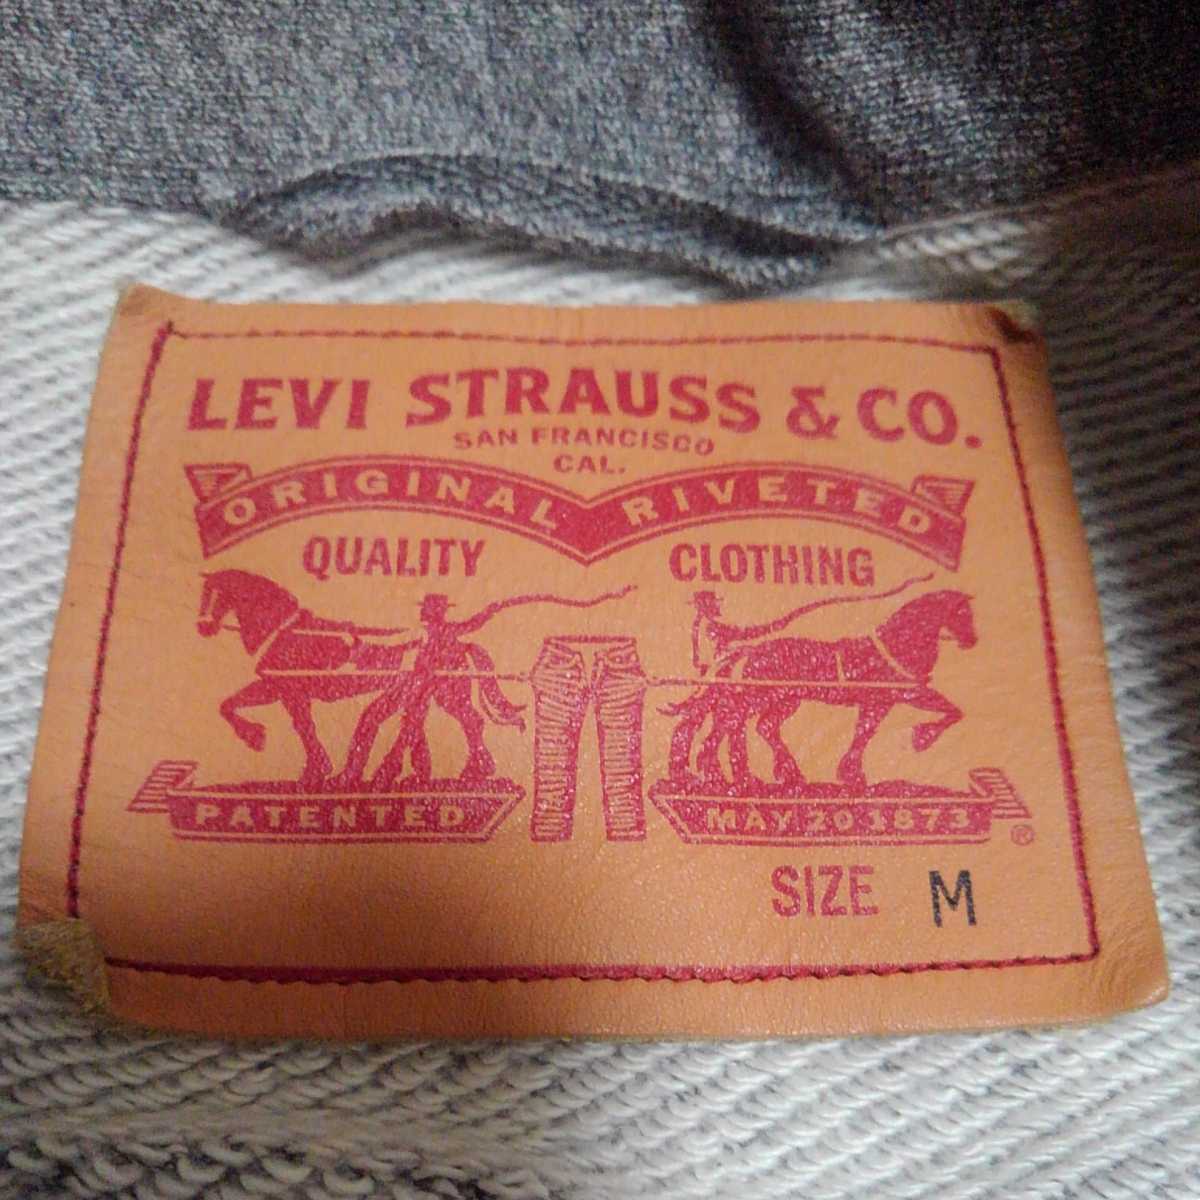 LEVI STRAUSS & CO.
SAN FRANCISCO
CAL.
ORIGINAL RIVETED
QUALITY CLOTHING
PATENTED MAY 20 1873
®
SIZE M